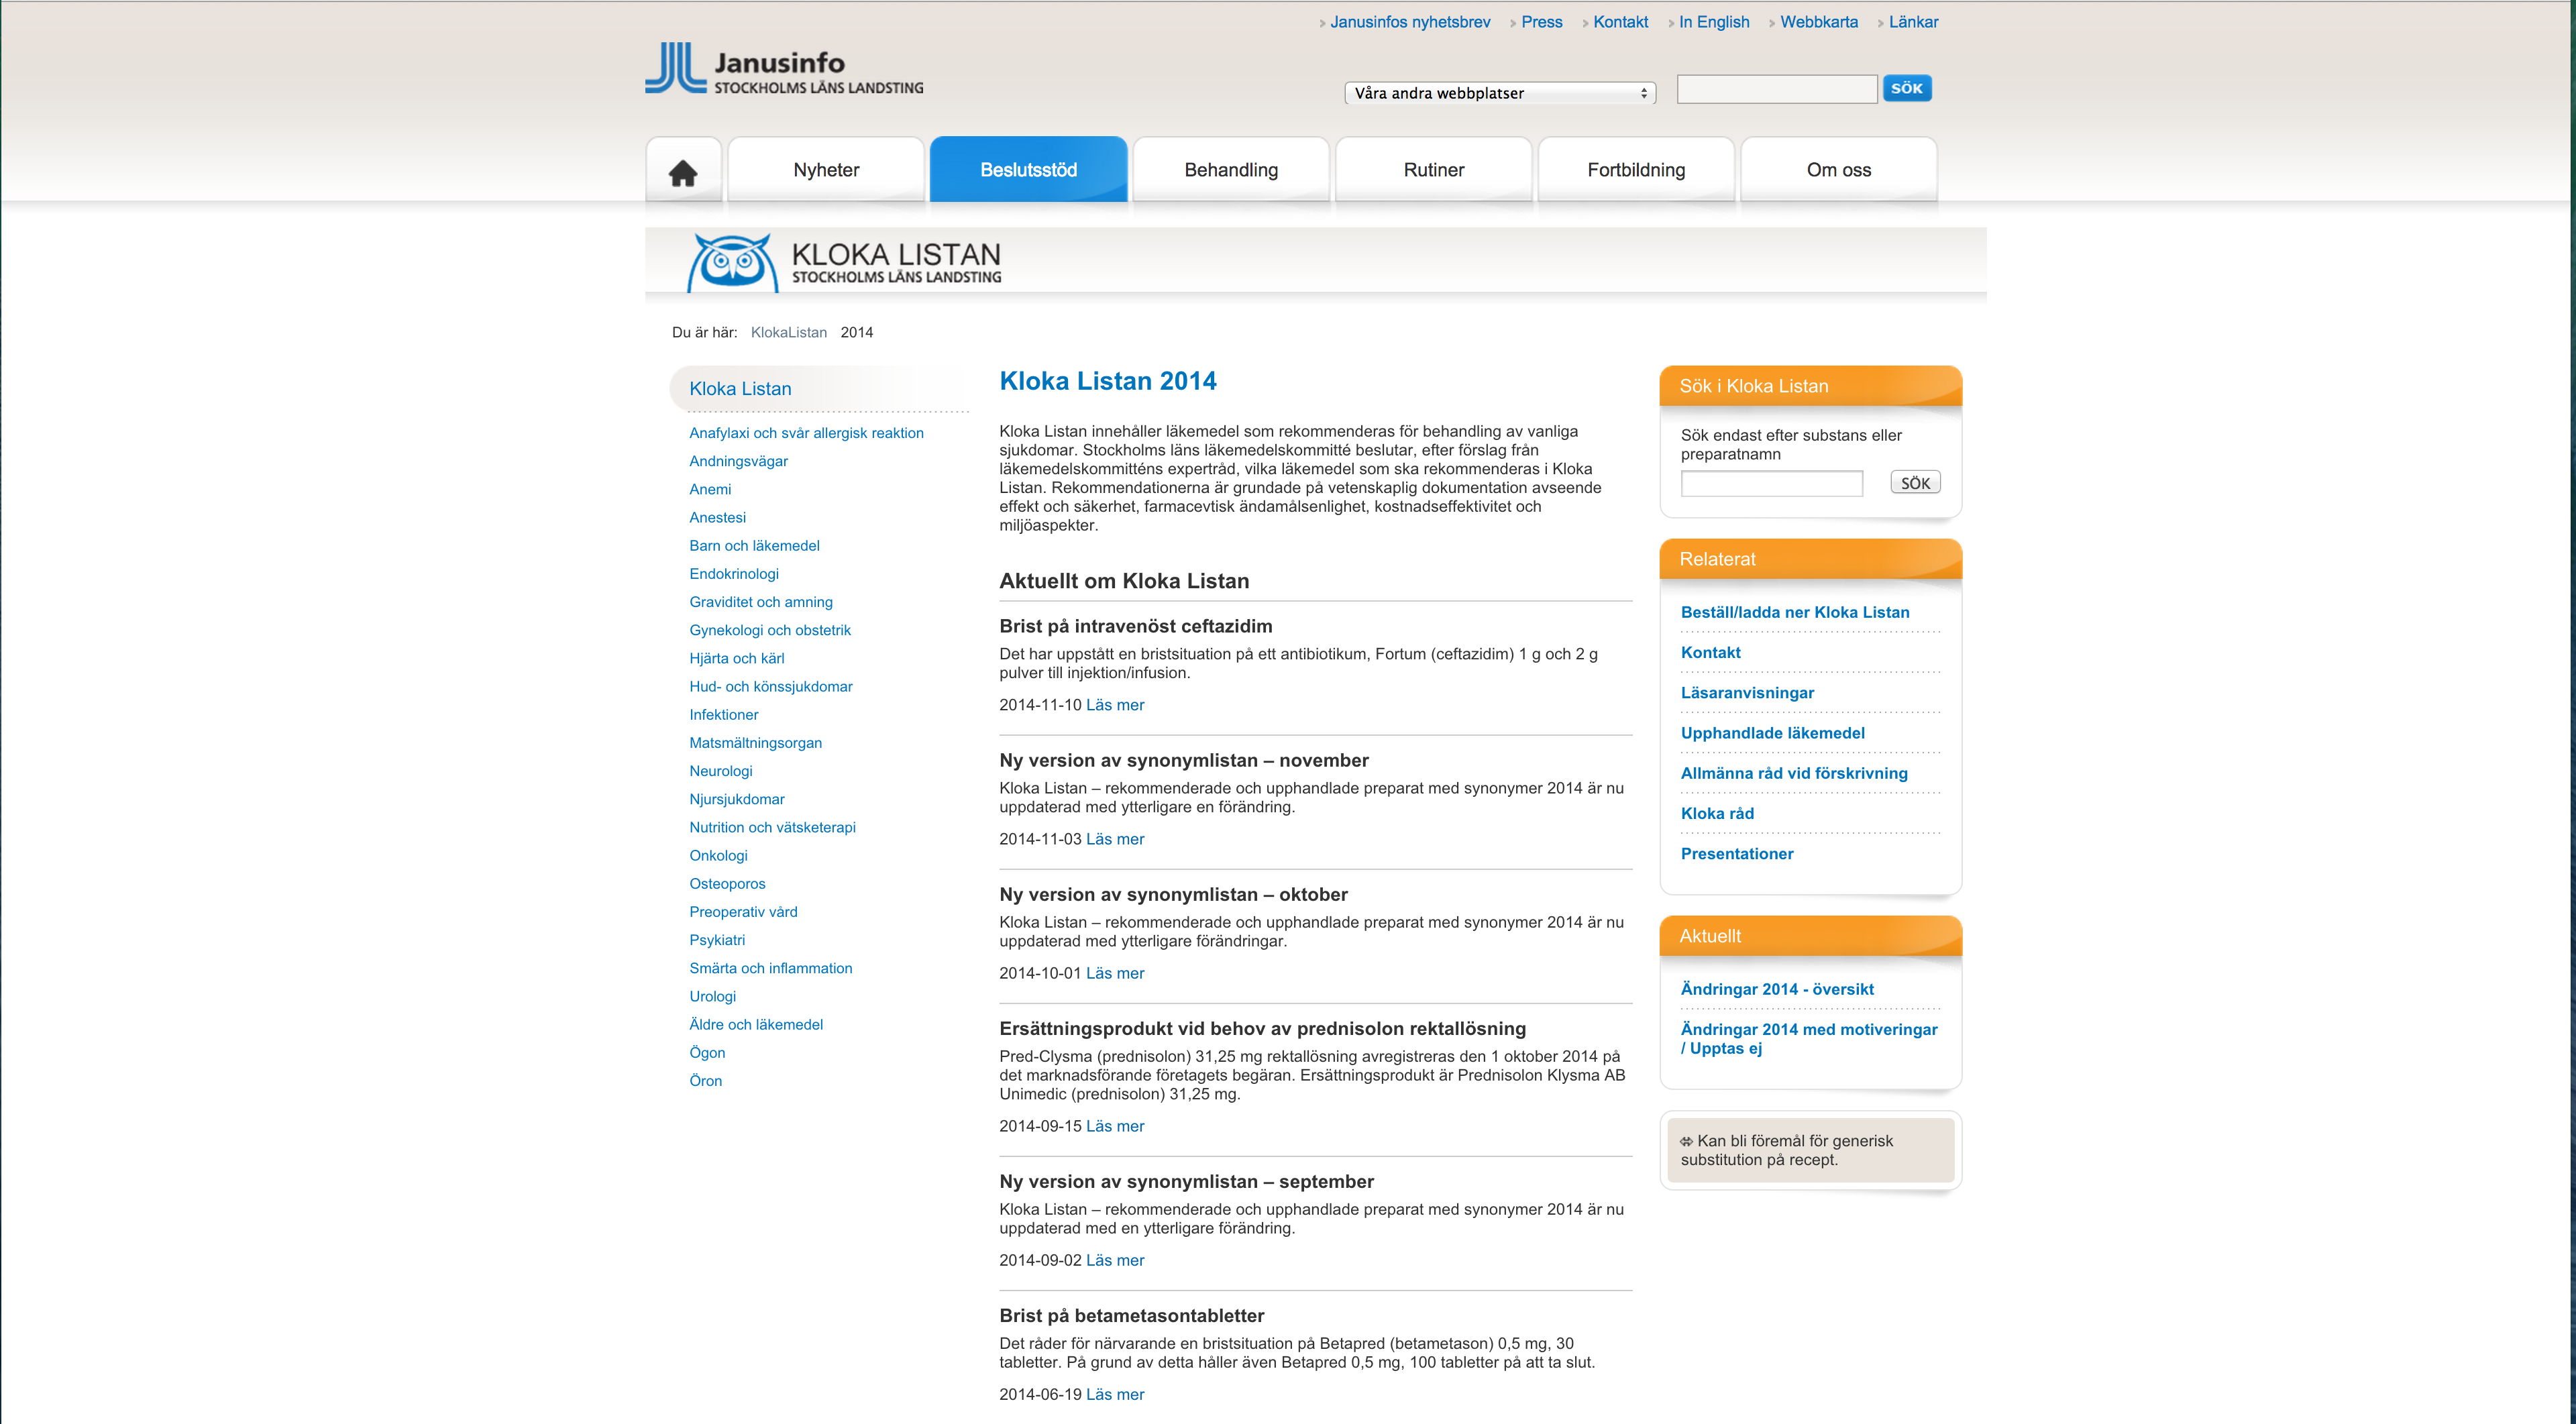 Janusinfos nyhetsbrev Press Kontakt In English Webbkarta Länkar
Janusinfo
STOCKHOLMS LÄNS LANDSTING
Våra andra webbplatser
SÖK
Nyheter Beslutsstöd Behandling Rutiner Fortbildning Om oss
KLOKA LISTAN
STOCKHOLMS LÄNS LANDSTING
Du är här: KlokaListan 2014
Kloka Listan
Anafylaxi och svår allergisk reaktion
Andningsvägar
Anemi
Anestesi
Barn och läkemedel
Endokrinologi
Graviditet och amning
Gynekologi och obstetrik
Hjärta och kärl
Hud- och könssjukdomar
Infektioner
Matsmältningsorgan
Neurologi
Njursjukdomar
Nutrition och vätsketerapi
Onkologi
Osteoporos
Preoperativ vård
Psykiatri
Smärta och inflammation
Urologi
Äldre och läkemedel
Ögon
Öron
Kloka Listan 2014
Kloka Listan innehåller läkemedel som rekommenderas för behandling av vanliga
sjukdomar. Stockholms läns läkemedelskommitté beslutar, efter förslag från
läkemedelskommitténs expertråd, vilka läkemedel som ska rekommenderas i Kloka
Listan. Rekommendationerna är grundade på vetenskaplig dokumentation avseende
effekt och säkerhet, farmacevtisk ändamålsenlighet, kostnadseffektivitet och
miljöaspekter.
Aktuellt om Kloka Listan
Brist på intravenöst ceftazidim
Det har uppstått en bristsituation på ett antibiotikum, Fortum (ceftazidim) 1 g och 2 g
pulver till injektion/infusion.
2014-11-10 Läs mer
Ny version av synonymlistan – november
Kloka Listan – rekommenderade och upphandlade preparat med synonymer 2014 är nu
uppdaterad med ytterligare en förändring.
2014-11-03 Läs mer
Ny version av synonymlistan – oktober
Kloka Listan – rekommenderade och upphandlade preparat med synonymer 2014 är nu
uppdaterad med ytterligare förändringar.
2014-10-01 Läs mer
Ersättningsprodukt vid behov av prednisolon rektallösning
Pred-Clysma (prednisolon) 31,25 mg rektallösning avregistreras den 1 oktober 2014 på
det marknadsförande företagets begäran. Ersättningsprodukt är Prednisolon Klysma AB
Unimedic (prednisolon) 31,25 mg.
2014-09-15 Läs mer
Ny version av synonymlistan – september
Kloka Listan – rekommenderade och upphandlade preparat med synonymer 2014 är nu
uppdaterad med en ytterligare förändring.
2014-09-02 Läs mer
Brist på betametasontabletter
Det råder för närvarande en bristsituation på Betapred (betametason) 0,5 mg, 30
tabletter. På grund av detta håller även Betapred 0,5 mg, 100 tabletter på att ta slut.
2014-06-19 Läs mer
Sök i Kloka Listan
Sök endast efter substans eller
preparatnamn
SÖK
Relaterat
Beställ/ladda ner Kloka Listan
Kontakt
Läsaranvisningar
Upphandlade läkemedel
Allmänna råd vid förskrivning
Kloka råd
Presentationer
Aktuellt
Ändringar 2014 - översikt
Ändringar 2014 med motiveringar
/ Upptas ej
Kan bli föremål för generisk
substitution på recept.